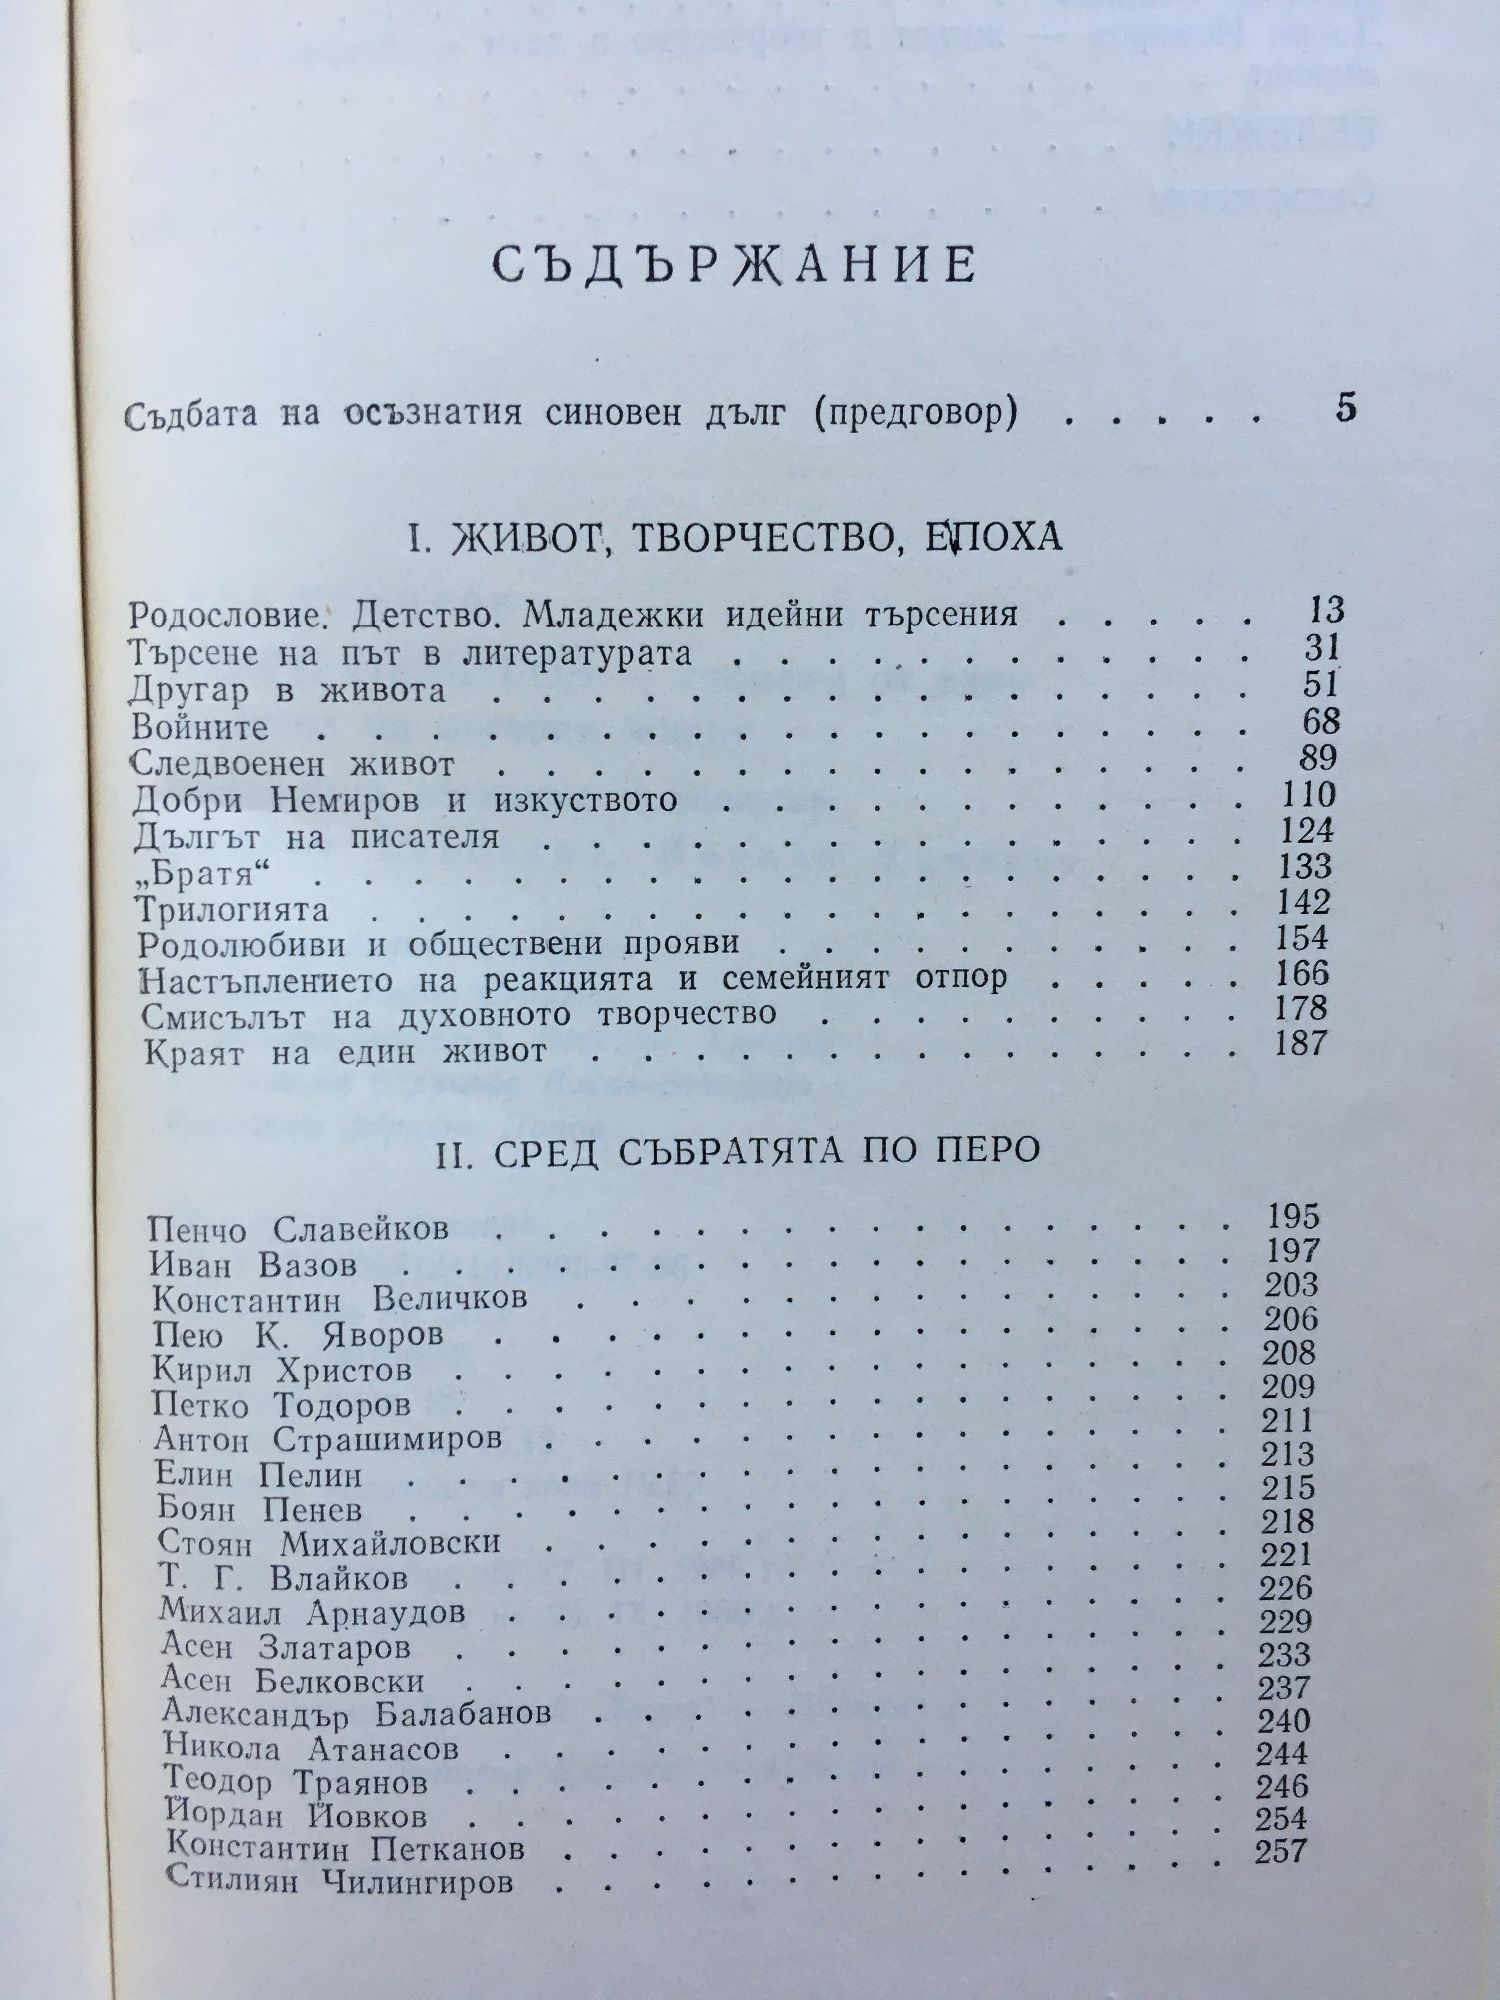 СЪДЪРЖАНИЕ
Съдбата на осъзнатия синовен дълг (предговор) . . . . . 5
I. ЖИВОТ, ТВОРЧЕСТВО, ЕПОХА
Родословие. Детство. Младежки идейни търсения . . . . . 13
Търсене на път в литературата . . . . . . . . . . . . 31
Другар в живота . . . . . . . . . . . . . . . . 51
Войните . . . . . . . . . . . . . . . . . . . 68
Следвоенен живот . . . . . . . . . . . . . . . . 89
Добри Немиров и изкуството . . . . . . . . . . . . 110
Дългът на писателя . . . . . . . . . . . . . . . 124
„Братя“ . . . . . . . . . . . . . . . . . . . 133
Трилогията . . . . . . . . . . . . . . . . . . 142
Родолюбиви и обществени прояви . . . . . . . . . . 154
Настъплението на реакцията и семейният отпор . . . . . 166
Смисълът на духовното творчество . . . . . . . . . . 178
Краят на един живот . . . . . . . . . . . . . . 187
II. СРЕД СЪБРАТЯТА ПО ПЕРО
Пенчо Славейков . . . . . . . . . . . . . . . . 195
Иван Вазов . . . . . . . . . . . . . . . . . . 197
Константин Величков . . . . . . . . . . . . . . 203
Пею К. Яворов . . . . . . . . . . . . . . . . 206
Кирил Христов . . . . . . . . . . . . . . . . 208
Петко Тодоров . . . . . . . . . . . . . . . . 209
Антон Страшимиров . . . . . . . . . . . . . . . 211
Елин Пелин . . . . . . . . . . . . . . . . . 213
Боян Пенев . . . . . . . . . . . . . . . . . 215
Стоян Михайловски . . . . . . . . . . . . . . . 218
Т. Г. Влайков . . . . . . . . . . . . . . . . 221
Михаил Арнаудов . . . . . . . . . . . . . . . 226
Асен Златаров . . . . . . . . . . . . . . . . 229
Асен Белковски . . . . . . . . . . . . . . . . 233
Александър Балабанов . . . . . . . . . . . . . 237
Никола Атанасов . . . . . . . . . . . . . . . 240
Теодор Траянов . . . . . . . . . . . . . . . . 244
Йордан Йовков . . . . . . . . . . . . . . . . 246
Константин Петканов . . . . . . . . . . . . . . 254
Стилиян Чилингиров . . . . . . . . . . . . . . 257